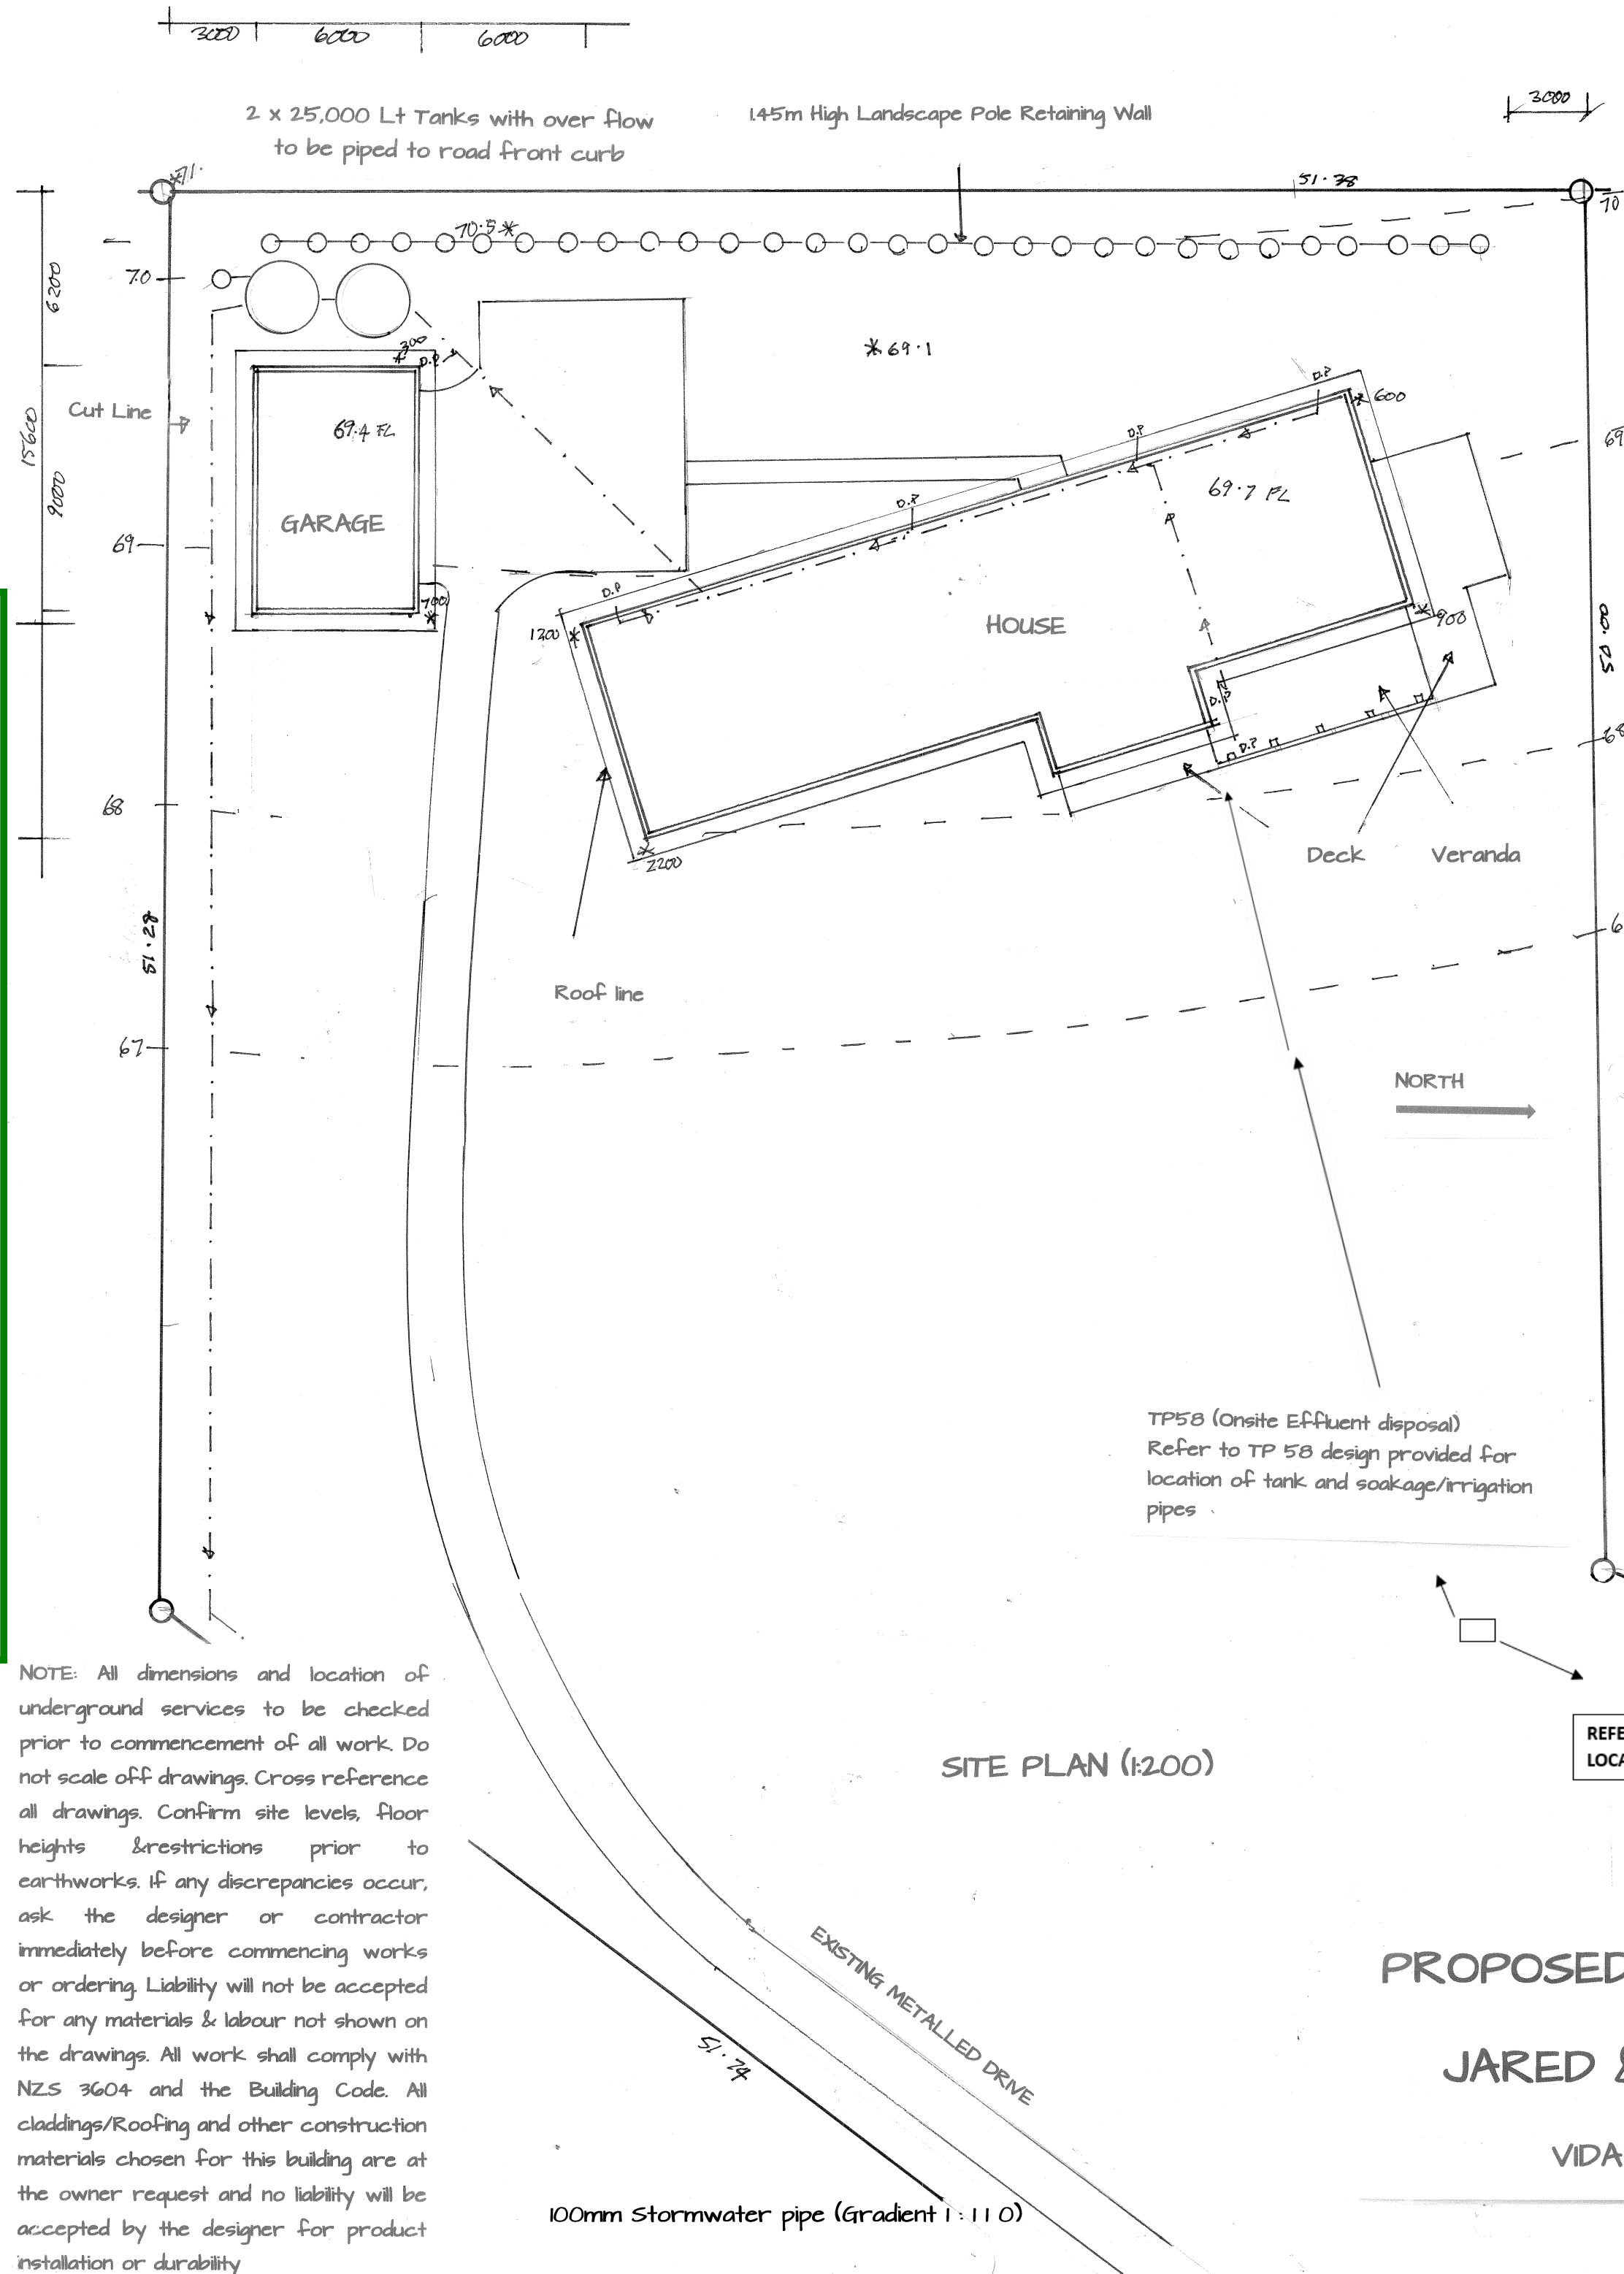 3000 6000 6000
3000
2 x 25,000 Lt Tanks with over flow
to be piped to road front curb
1.45m High Landscape Pole Retaining Wall
71.
51.38
70
70.5
70
6200
300
D.P
69.1
D.P
600
Cut Line
15600
69.4 FL
D.P
69
9000
D.P
69.7 FL
GARAGE
69
D.P
700
1200
HOUSE
900
50.00
D.P
D.P
68
68
2200
Deck
Veranda
51.28
Roof line
67
NORTH
TP58 (Onsite Effluent disposal)
Refer to TP 58 design provided for
location of tank and soakage/irrigation
pipes
NOTE: All dimensions and location of
underground services to be checked
prior to commencement of all work. Do
not scale off drawings. Cross reference
all drawings. Confirm site levels, floor
heights &restrictions prior to
earthworks. If any discrepancies occur,
ask the designer or contractor
immediately before commencing works
or ordering. Liability will not be accepted
for any materials & labour not shown on
the drawings. All work shall comply with
NZS 3604 and the Building Code. All
claddings/Roofing and other construction
materials chosen for this building are at
the owner request and no liability will be
accepted by the designer for product
installation or durability
REFE
LOCA
SITE PLAN (1:200)
EXISTING METALLED DRIVE
51.74
PROPOSED
JARED &
VIDA
100mm Stormwater pipe (Gradient 1:110)